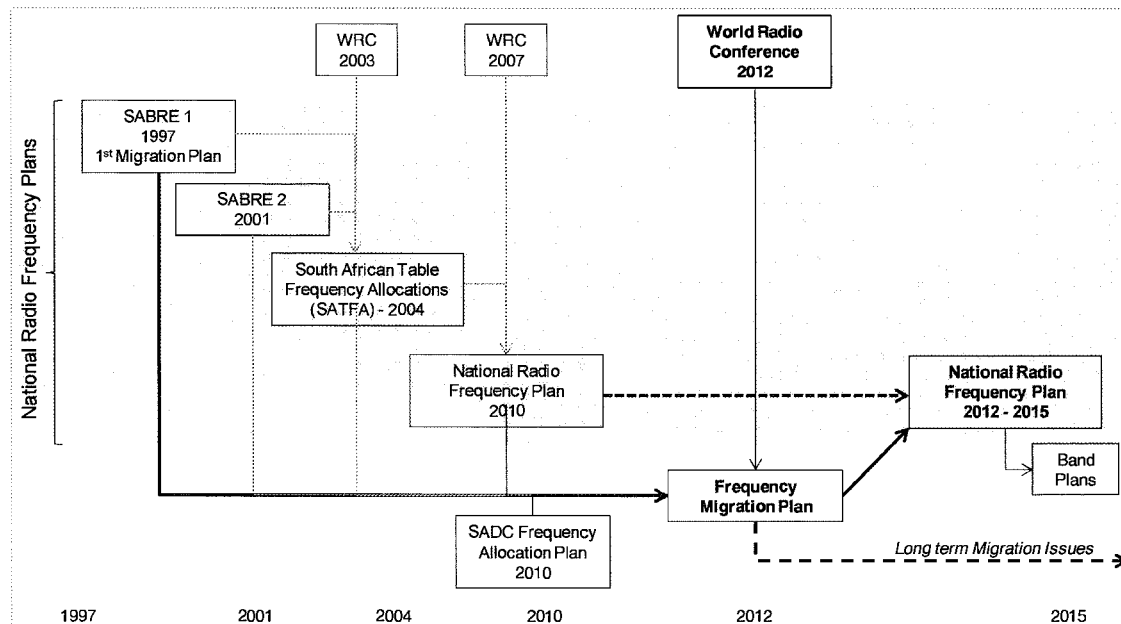 WRC
2003
WRC
2007
World Radio
Conference
2012
National Radio Frequency Plans
SABRE 1
1997
1st Migration Plan
SABRE 2
2001
South African Table
Frequency Allocations
(SATFA) - 2004
National Radio
Frequency Plan
2010
National Radio
Frequency Plan
2012 - 2015
Band
Plans
Frequency
Migration Plan
SADC Frequency
Allocation Plan
2010
Long term Migration Issues
1997
2001
2004
2010
2012
2015